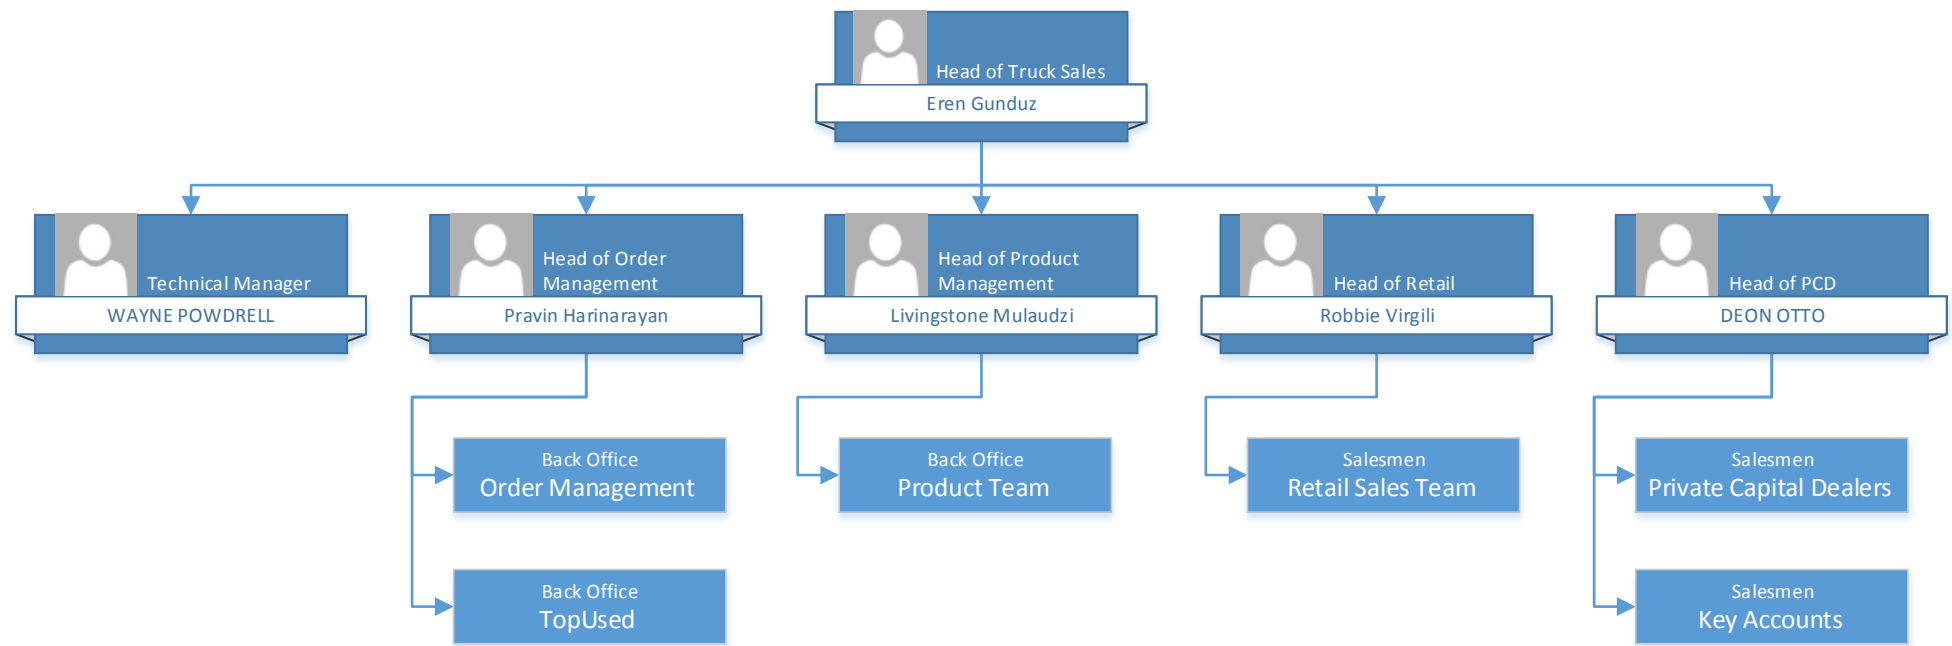 Head of Truck Sales
Eren Gunduz
Technical Manager
WAYNE POWDRELL
Head of Order
Management
Pravin Harinarayan
Head of Product
Management
Livingstone Mulaudzi
Head of Retail
Robbie Virgili
Head of PCD
DEON OTTO
Back Office
Order Management
Back Office
Product Team
Salesmen
Retail Sales Team
Salesmen
Private Capital Dealers
Back Office
TopUsed
Salesmen
Key Accounts